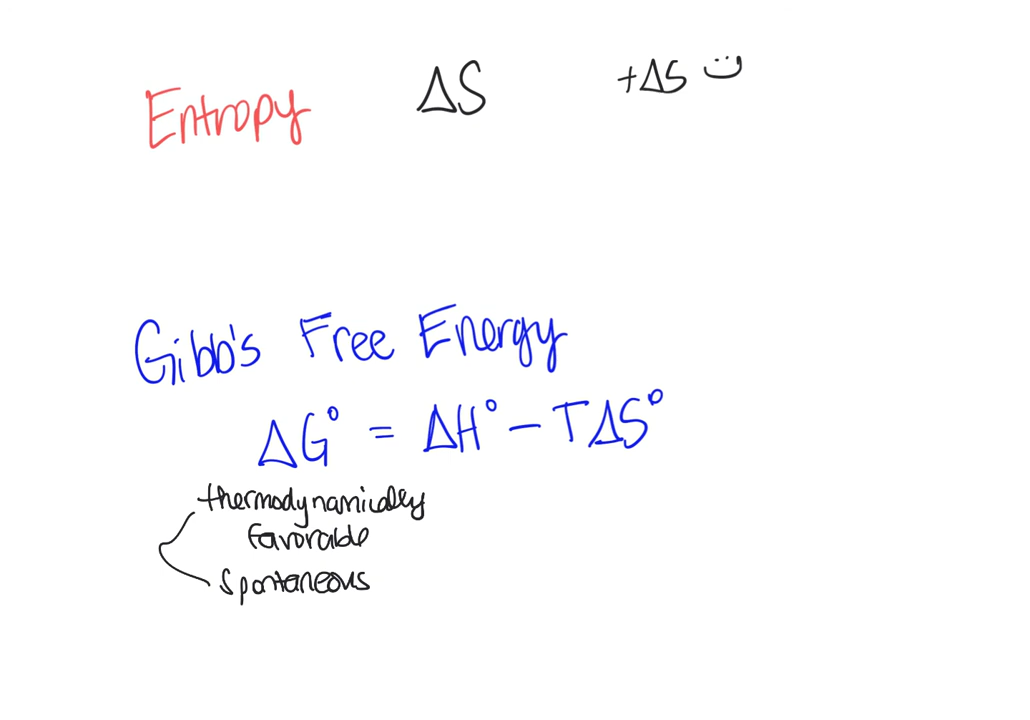 Entropy ΔS +ΔS
Gibb's Free Energy
ΔG° = ΔH° - TΔS°
thermodynamically
favorable
spontaneous